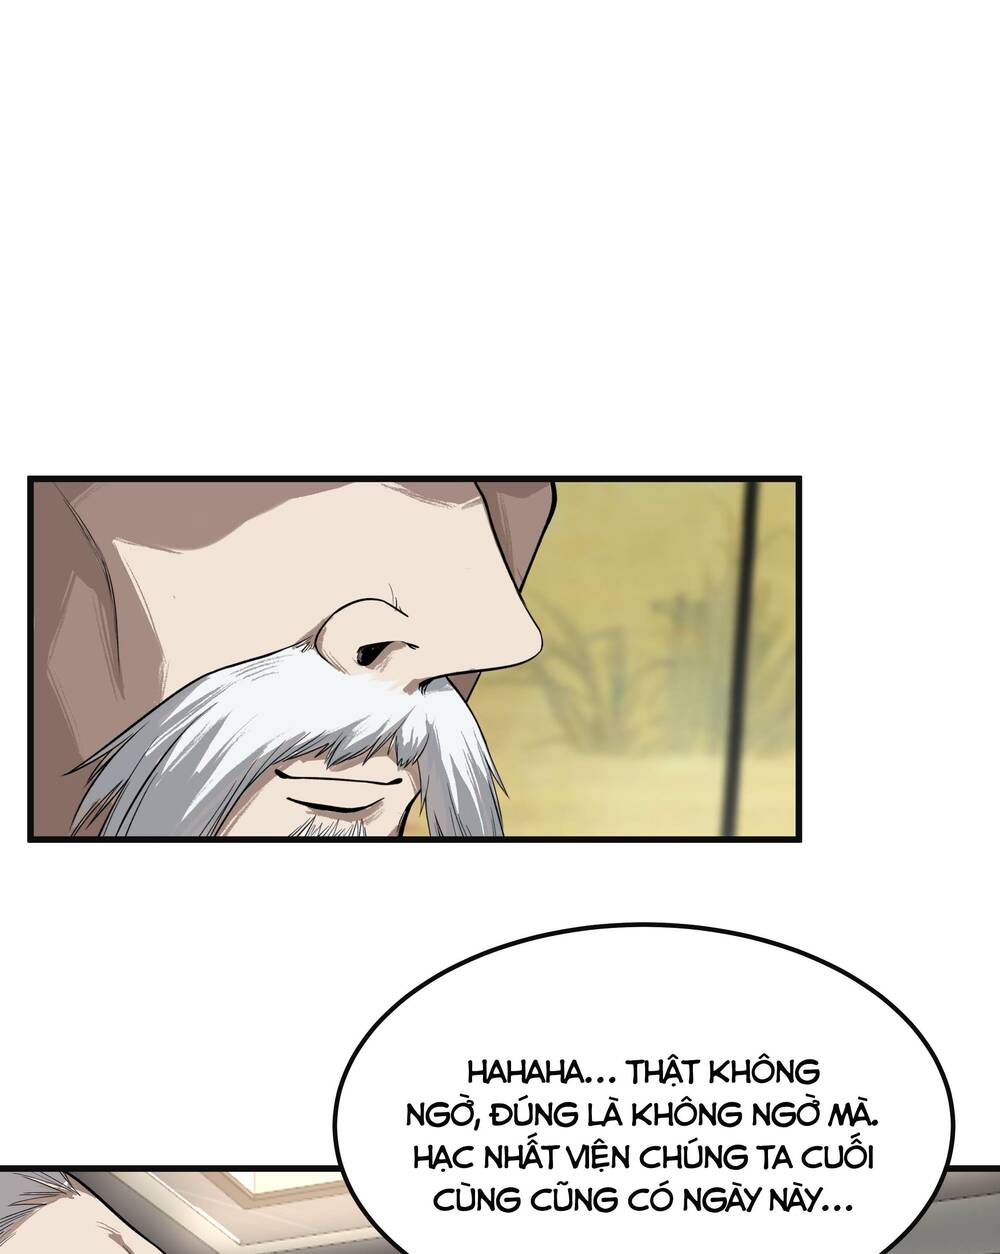 HAHAHA... THẬT KHÔNG
NGỜ, ĐÚNG LÀ KHÔNG NGỜ MÀ.
HẠC NHẤT VIỆN CHÚNG TA CUỐI
CÙNG CŨNG CÓ NGÀY NÀY...